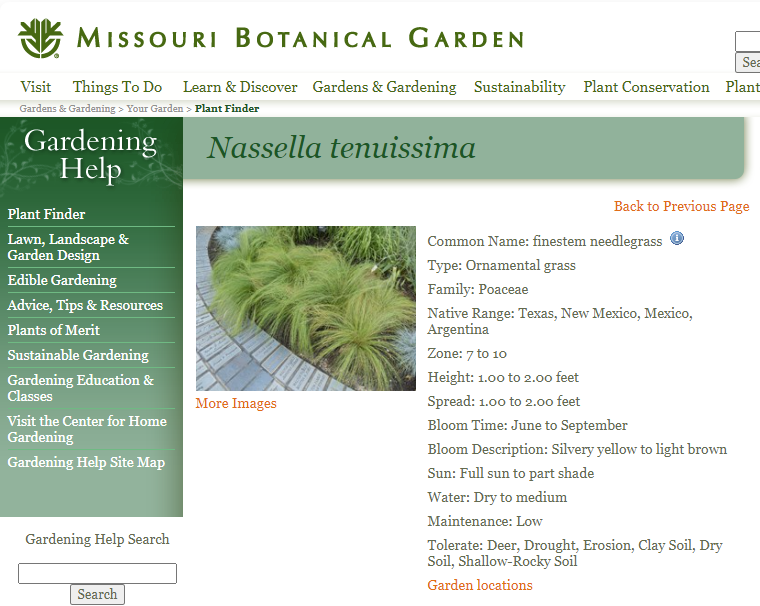 MISSOURI BOTANICAL GARDEN
Sea
Visit Things To Do Learn & Discover Gardens & Gardening Sustainability Plant Conservation Plant
Gardens & Gardening > Your Garden > Plant Finder
Gardening
Help
Nassella tenuissima
Back to Previous Page
Plant Finder
Lawn, Landscape &
Garden Design
Edible Gardening
Advice, Tips & Resources
Plants of Merit
Sustainable Gardening
Gardening Education &
Classes
Visit the Center for Home
Gardening
Gardening Help Site Map
Gardening Help Search
Search
More Images
Common Name: finestem needlegrass
Type: Ornamental grass
Family: Poaceae
Native Range: Texas, New Mexico, Mexico,
Argentina
Zone: 7 to 10
Height: 1.00 to 2.00 feet
Spread: 1.00 to 2.00 feet
Bloom Time: June to September
Bloom Description: Silvery yellow to light brown
Sun: Full sun to part shade
Water: Dry to medium
Maintenance: Low
Tolerate: Deer, Drought, Erosion, Clay Soil, Dry
Soil, Shallow-Rocky Soil
Garden locations